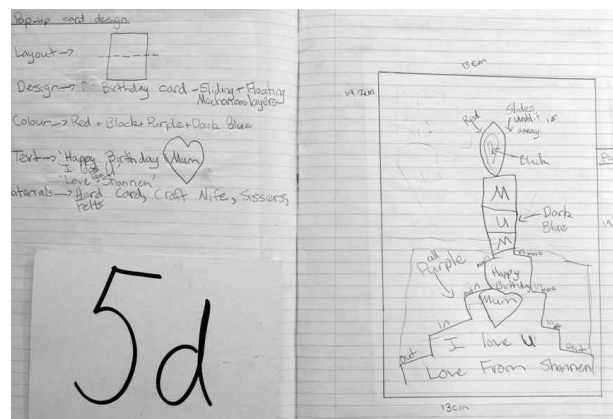 Pop-up card design
Layout →
Design → Birthday card - Sliding + Floating
Mechanism layers
Colour → Red + Black + Purple + Dark Blue
Text → 'Happy Birthday Mum
I love U
'Love Shannen'
aterials → Hard Card, Craft Nife, Sissers,
Felts
5d
13cm
19.2cm
Red
Slides
until it is
away.
Black
M
U
M
Dark
Blue
all
Purple
Happy
Birthday
Mum
in
in
out
out
I love U
Love From Shannen
13cm